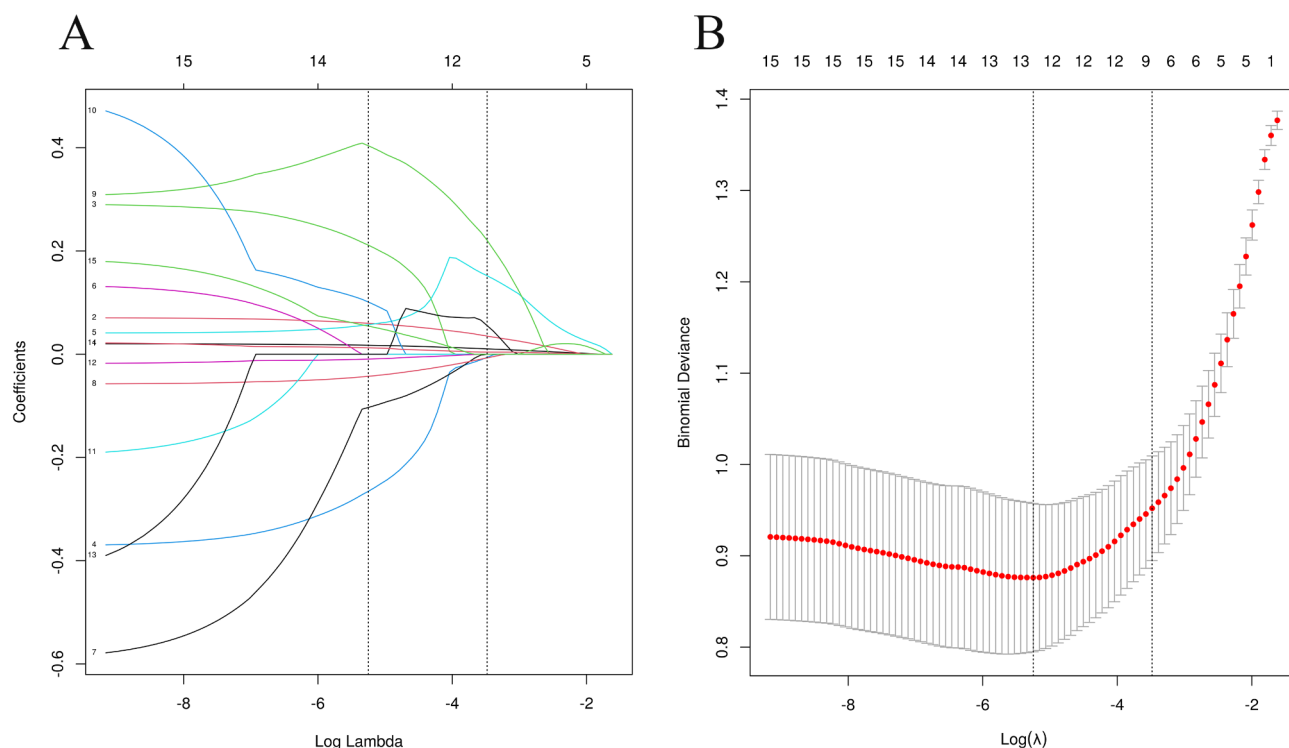 A
15 14 12 5
10
9
3
15
6
2
5
14
12
8
11
4
13
7
0.4
0.2
0.0
-0.2
-0.4
-0.6
Coefficients
-8 -6 -4 -2
Log Lambda
B
15 15 15 15 15 14 14 13 13 12 12 12 9 6 6 5 5 1
1.4
1.3
1.2
1.1
1.0
0.9
0.8
Binomial Deviance
-8 -6 -4 -2
Log(λ)